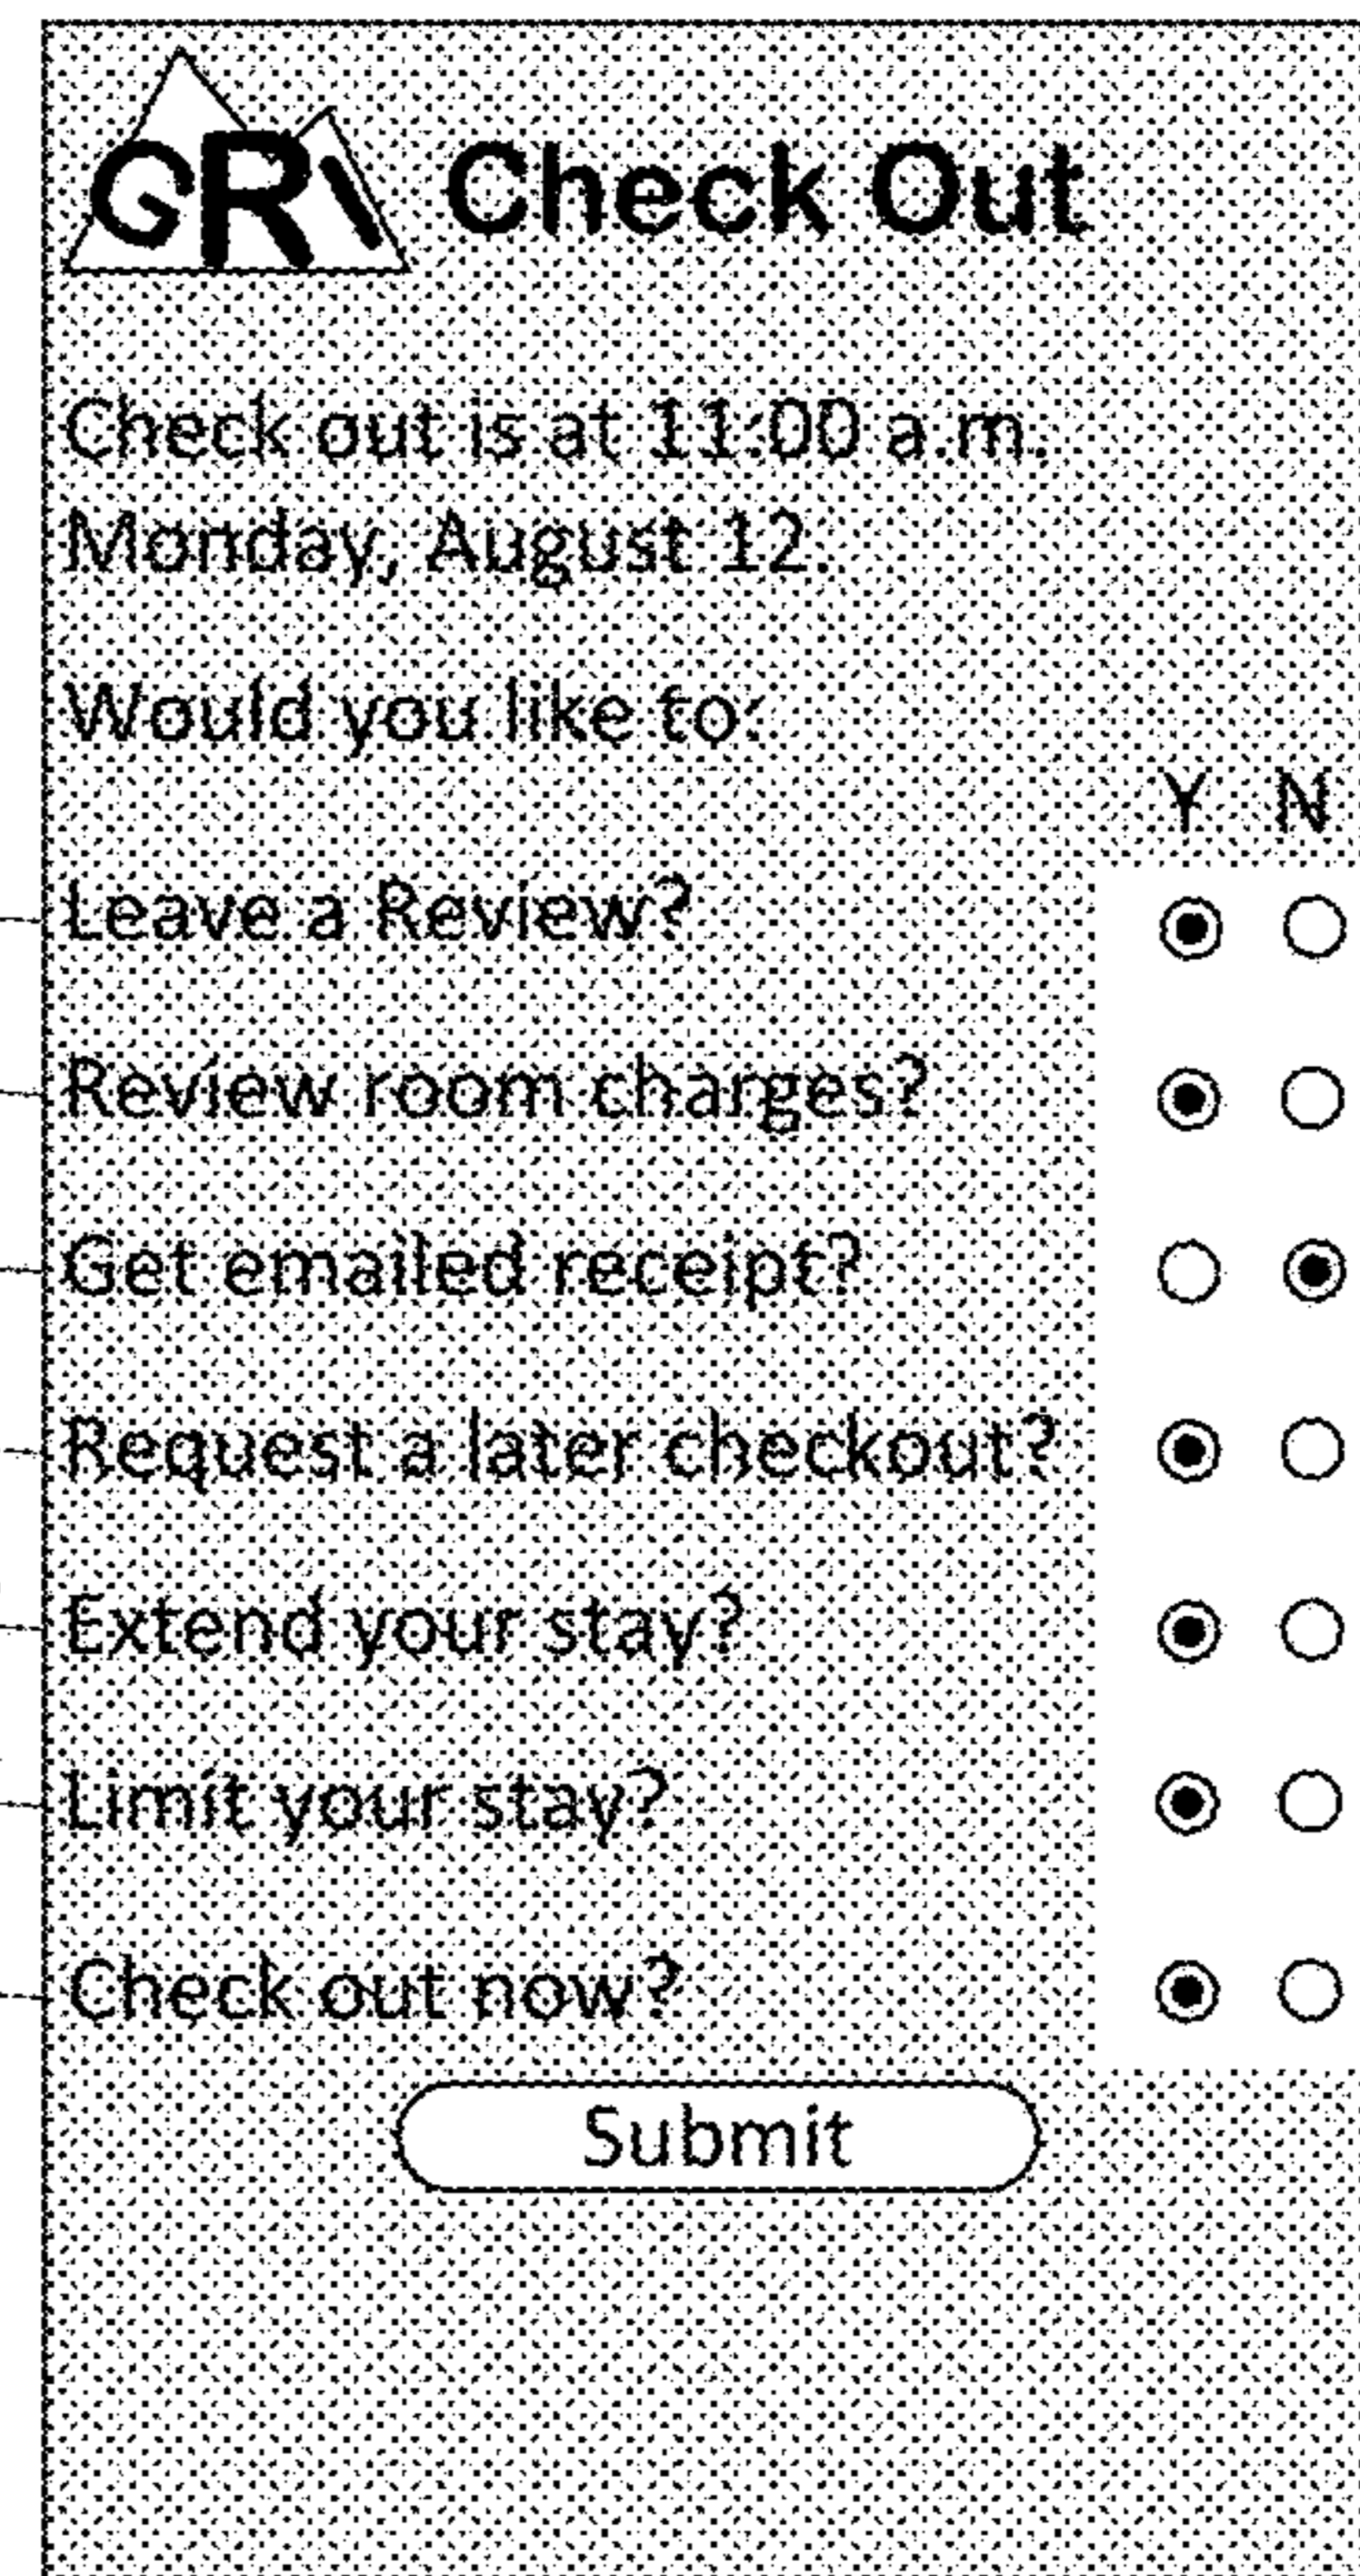 GRI Check Out
Check out is at 11:00 a.m.
Monday, August 12.
Would you like to:
Y N
Leave a Review?
Review room charges?
Get emailed receipt?
Request a later checkout?
Extend your stay?
Limit your stay?
Check out now?
Submit